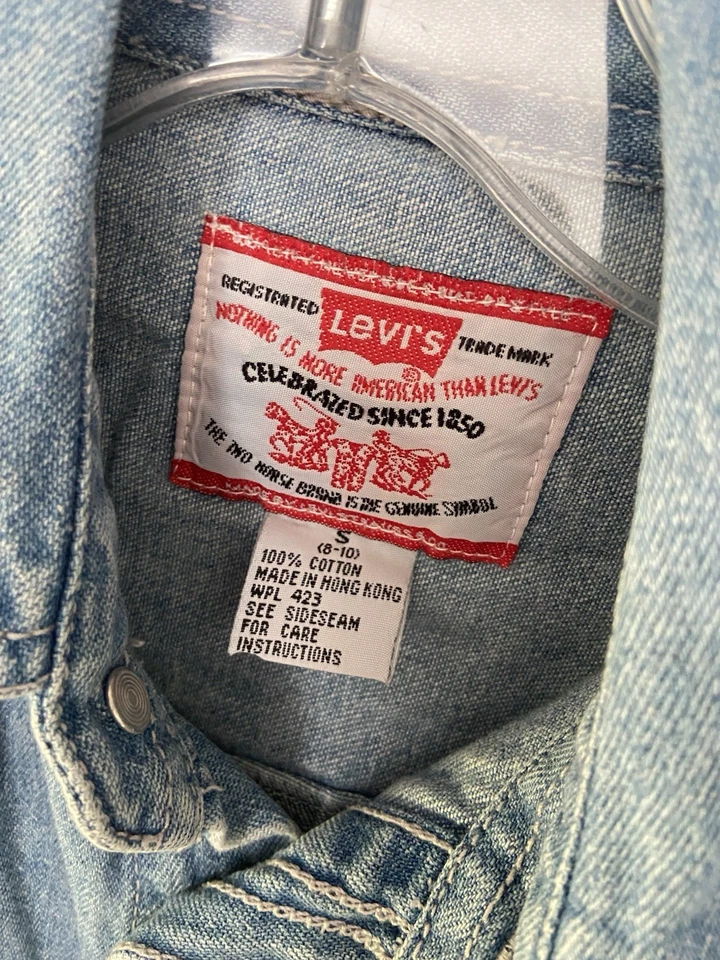 REGISTRATED Levi's TRADE MARK
®
NOTHING IS MORE AMERICAN THAN LEVI'S
CELEBRATED SINCE 1850
THE TWO HORSE BRAND IS THE GENUINE SYMBOL
S
(8-10)
100% COTTON
MADE IN HONG KONG
WPL 423
SEE SIDESEAM
FOR CARE
INSTRUCTIONS